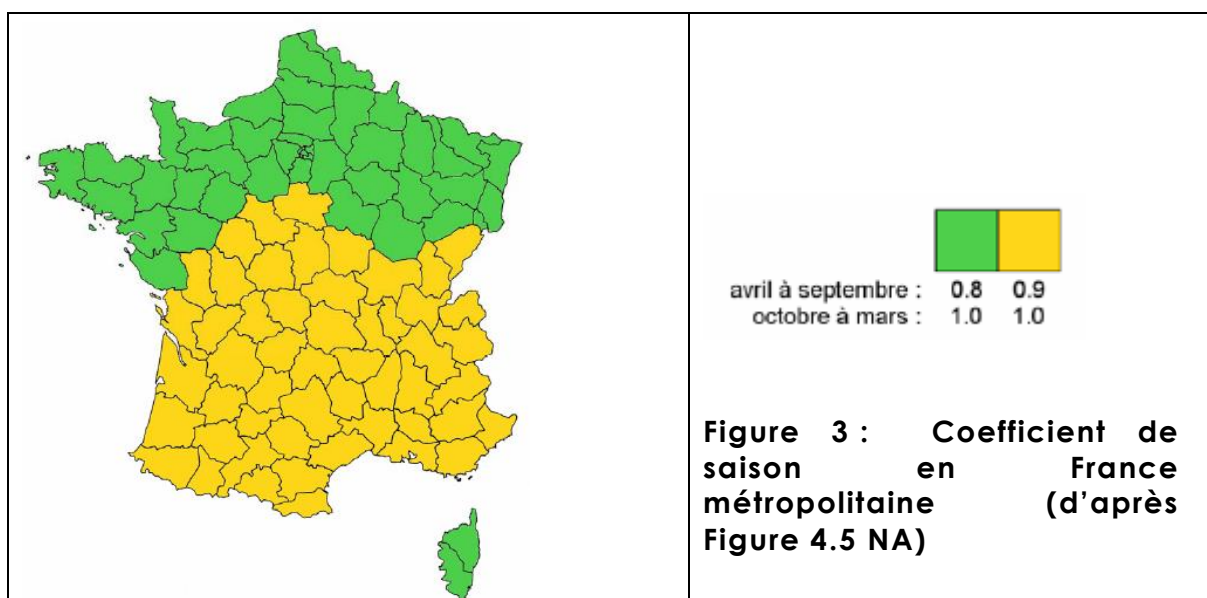 avril à septembre : 0.8 0.9
octobre à mars : 1.0 1.0
Figure 3 : Coefficient de
saison en France
métropolitaine (d’après
Figure 4.5 NA)